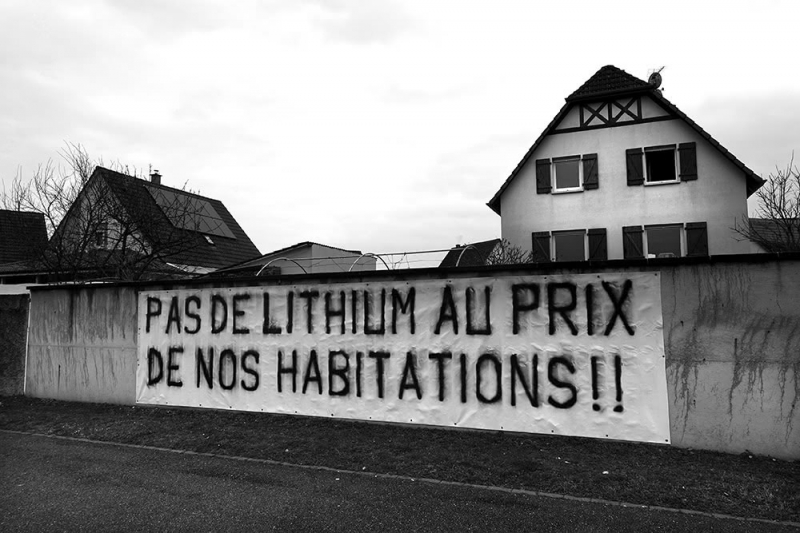 PAS DE LITHIUM AU PRIX
DE NOS HABITATIONS!!